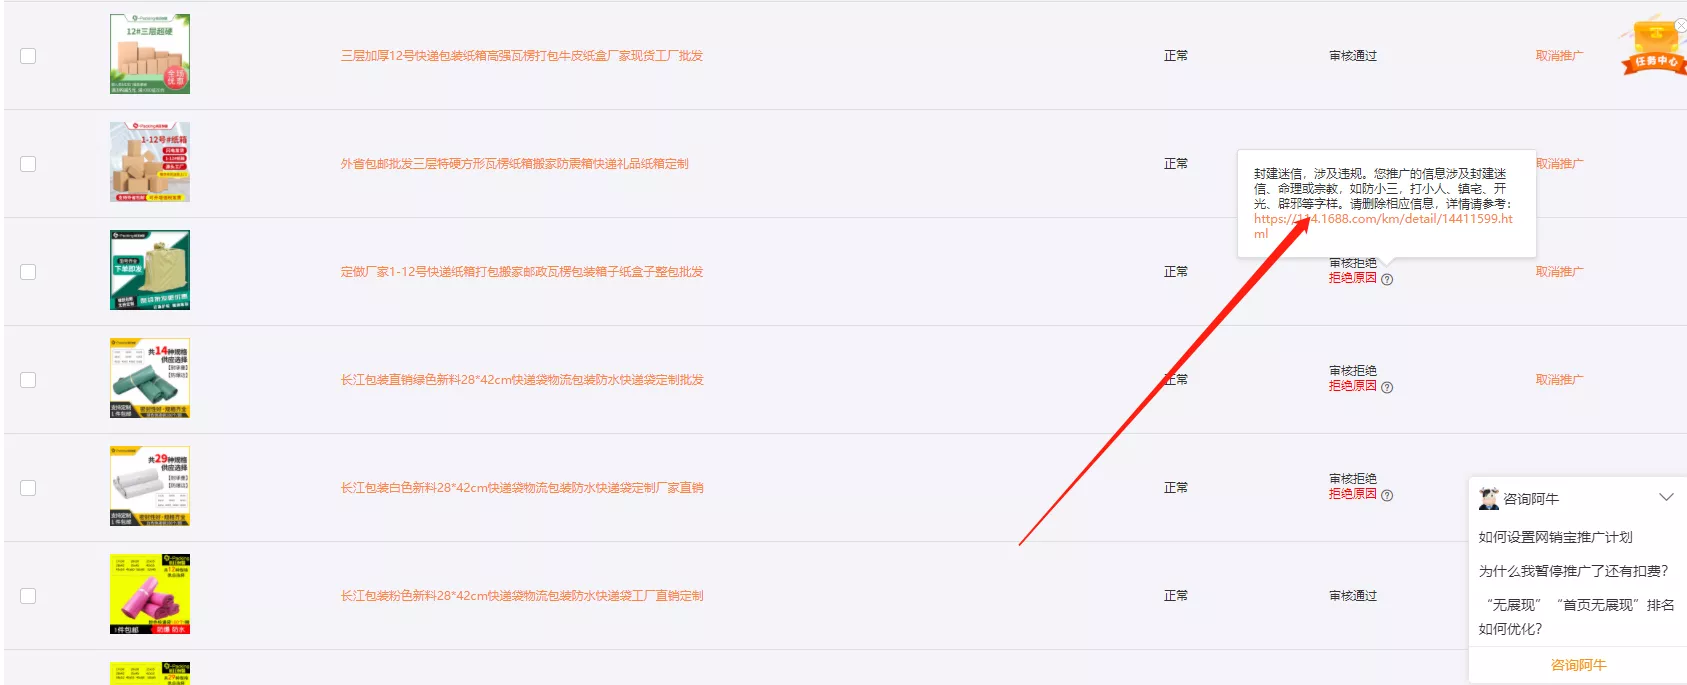 12#三层超硬
三层加厚12号快递包装纸箱高强瓦楞打包牛皮纸盒厂家现货工厂批发
正常
审核通过
取消推广
任务中心
1-12号#纸箱
外省包邮批发三层特硬方形瓦楞纸箱搬家防震箱快递礼品纸箱定制
正常
取消推广
封建迷信，涉及违规。您推广的信息涉及封建迷
信、命理或宗教，如防小三，打小人、镇宅、开
光、辟邪等字样。请删除相应信息，详情请参考：
https://114.1688.com/km/detail/14411599.ht
ml
下单即发
定做厂家1-12号快递纸箱打包搬家邮政瓦楞包装箱子纸盒子整包批发
正常
审核拒绝
拒绝原因
取消推广
共14种规格
供应选择
长江包装直销绿色新料28*42cm快递袋物流包装防水快递袋定制批发
正常
审核拒绝
拒绝原因
取消推广
共29种规格
供应选择
长江包装白色新料28*42cm快递袋物流包装防水快递袋定制厂家直销
正常
审核拒绝
拒绝原因
1件包邮 防爆 防水
长江包装粉色新料28*42cm快递袋物流包装防水快递袋工厂直销定制
正常
审核通过
咨询阿牛
如何设置网销宝推广计划
为什么我暂停推广了还有扣费？
“无展现”“首页无展现”排名
如何优化？
咨询阿牛